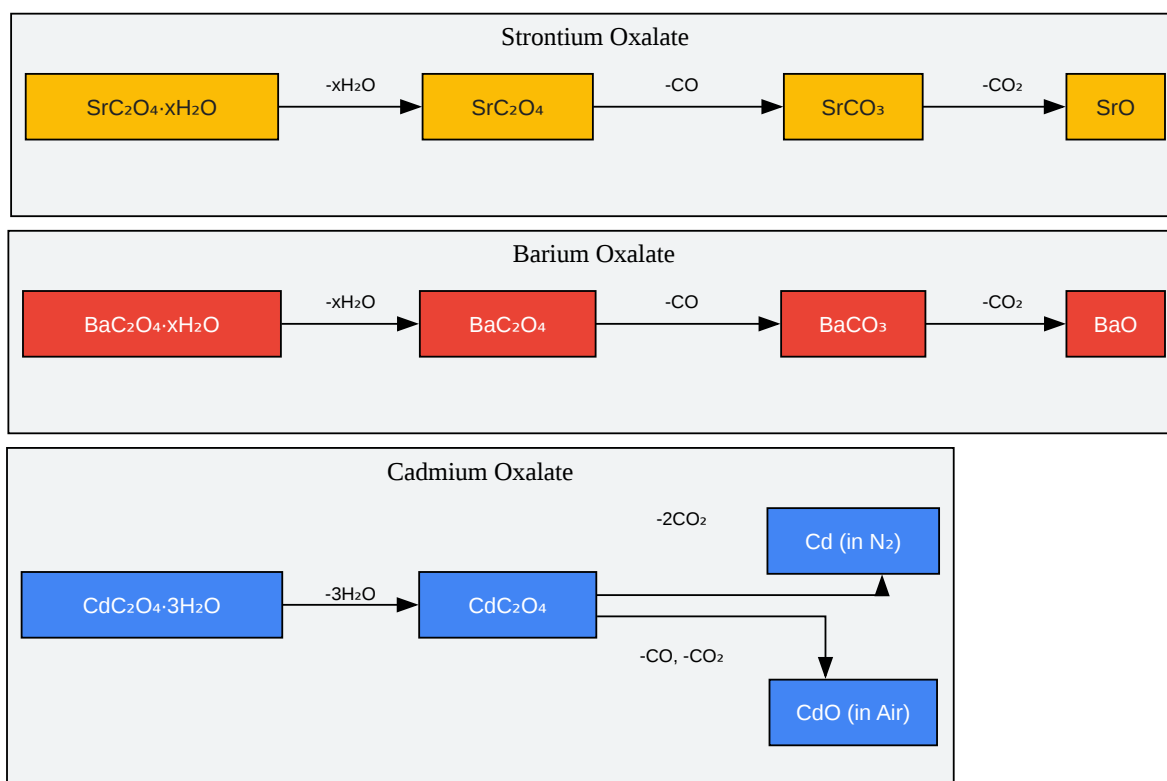 Strontium Oxalate
SrC₂O₄·xH₂O
-xH₂O
SrC₂O₄
-CO
SrCO₃
-CO₂
SrO
Barium Oxalate
BaC₂O₄·xH₂O
-xH₂O
BaC₂O₄
-CO
BaCO₃
-CO₂
BaO
Cadmium Oxalate
CdC₂O₄·3H₂O
-3H₂O
CdC₂O₄
-2CO₂
Cd (in N₂)
-CO, -CO₂
CdO (in Air)